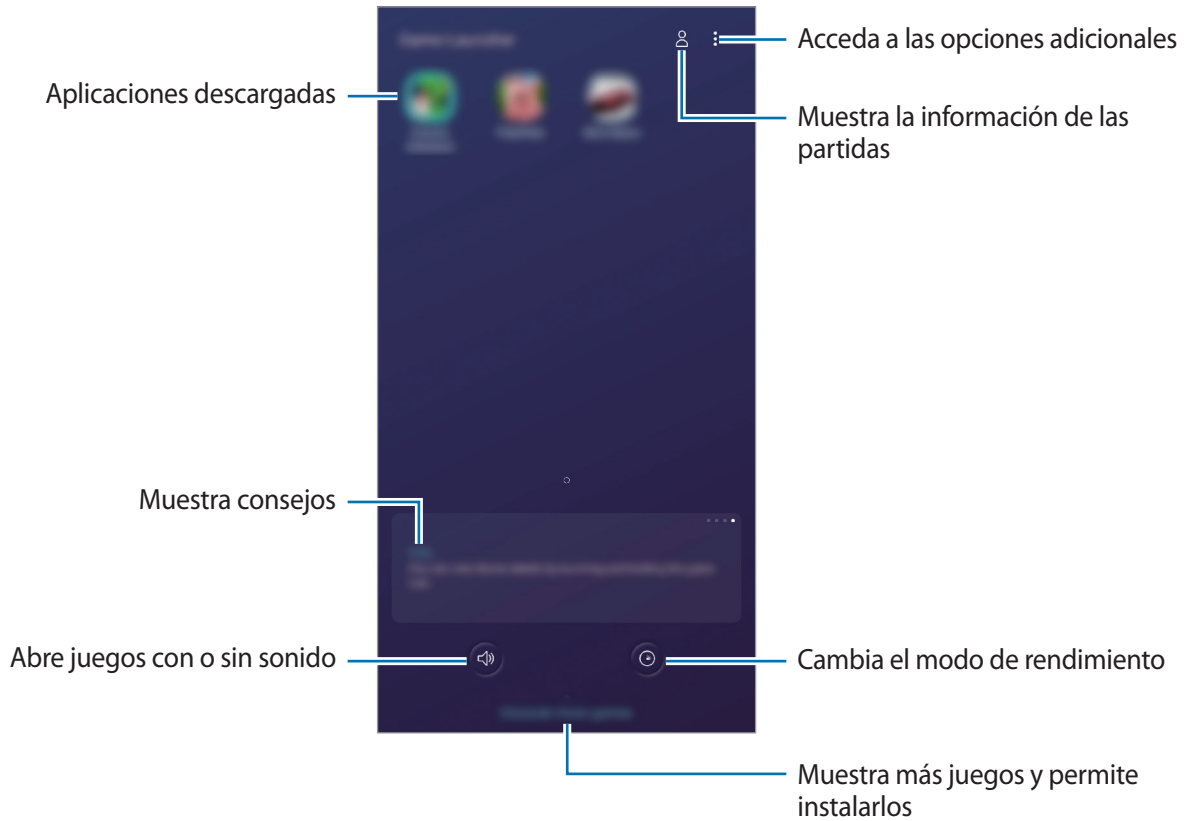 Acceda a las opciones adicionales
Aplicaciones descargadas
Muestra la información de las
partidas
Muestra consejos
Abre juegos con o sin sonido
Cambia el modo de rendimiento
Muestra más juegos y permite
instalarlos